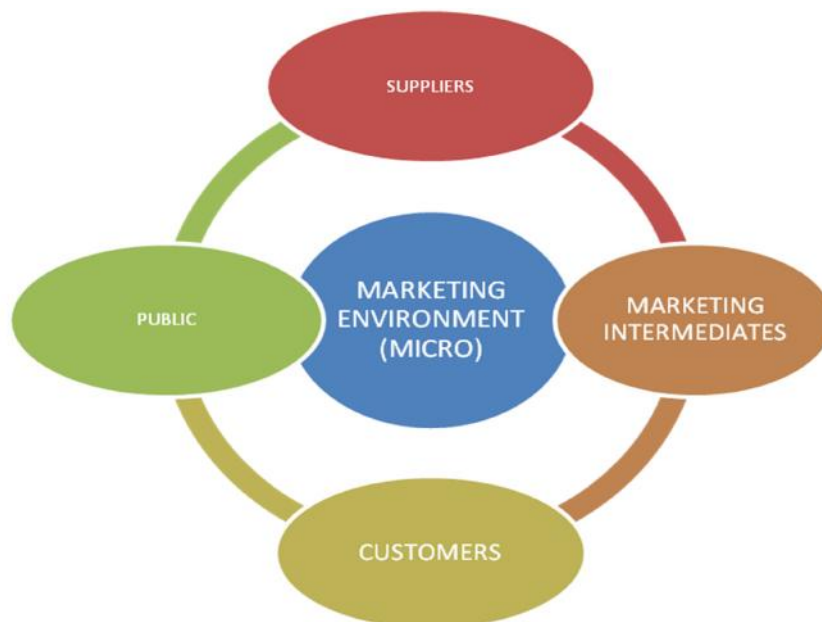 SUPPLIERS
PUBLIC
MARKETING
ENVIRONMENT
(MICRO)
MARKETING
INTERMEDIATES
CUSTOMERS